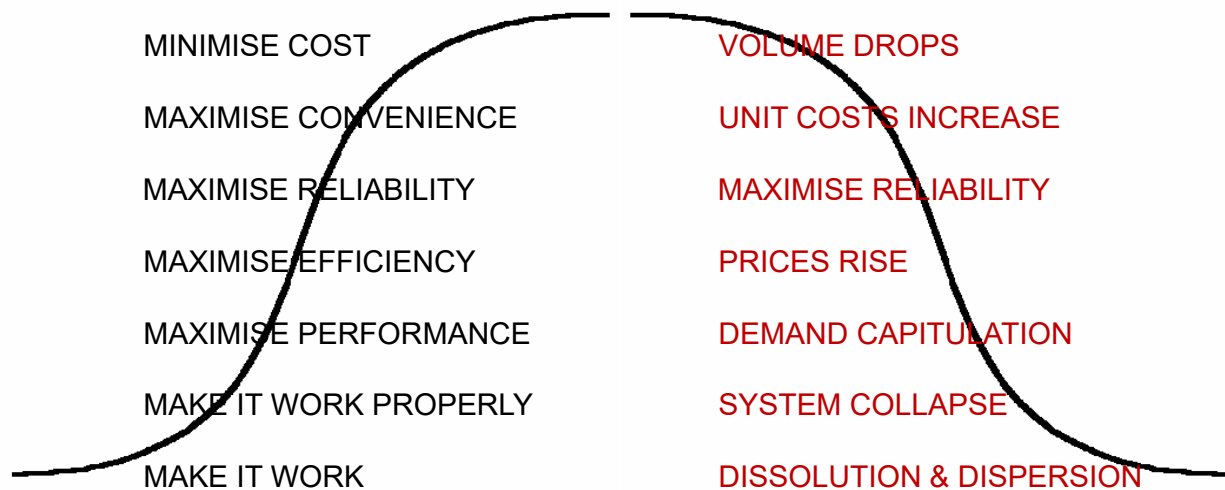 MINIMISE COST
MAXIMISE CONVENIENCE
MAXIMISE RELIABILITY
MAXIMISE EFFICIENCY
MAXIMISE PERFORMANCE
MAKE IT WORK PROPERLY
MAKE IT WORK
VOLUME DROPS
UNIT COSTS INCREASE
MAXIMISE RELIABILITY
PRICES RISE
DEMAND CAPITULATION
SYSTEM COLLAPSE
DISSOLUTION & DISPERSION